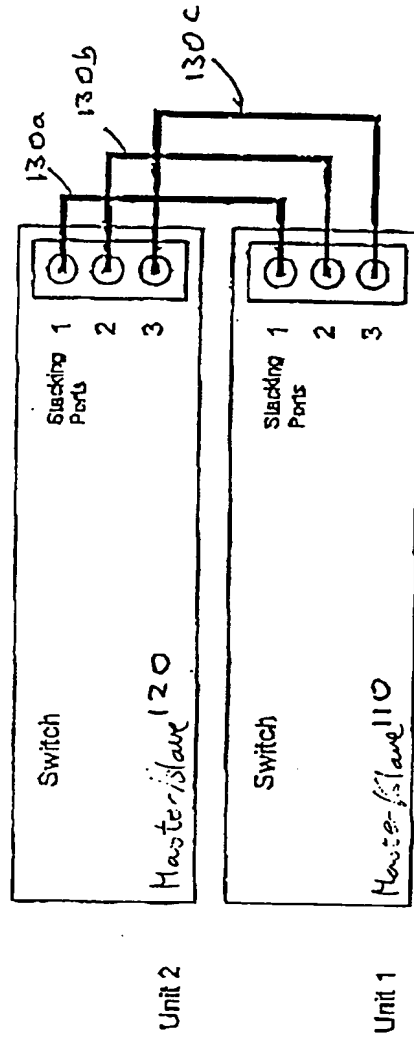 130a
130b
130c
Unit 2
Switch
Master/Slave 120
Stacking
Ports
1
2
3
Unit 1
Switch
Master/Slave 110
Stacking
Ports
1
2
3